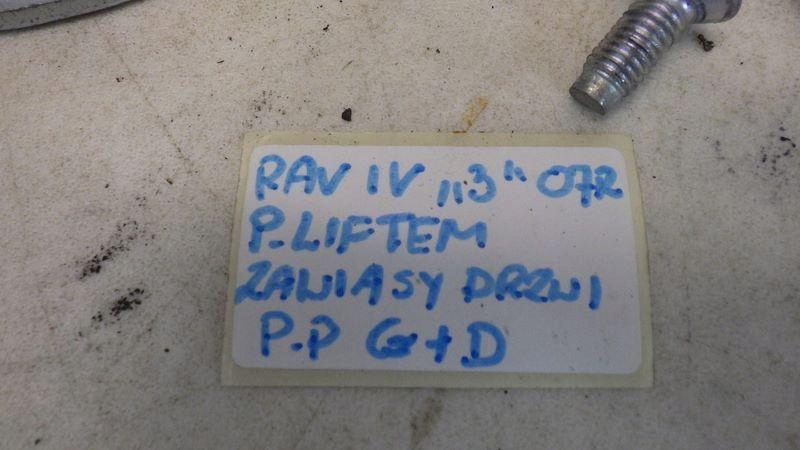 RAV IV „3" 07R
P.LIFTEM
ZAWIASY DRZWI
P.P G+D